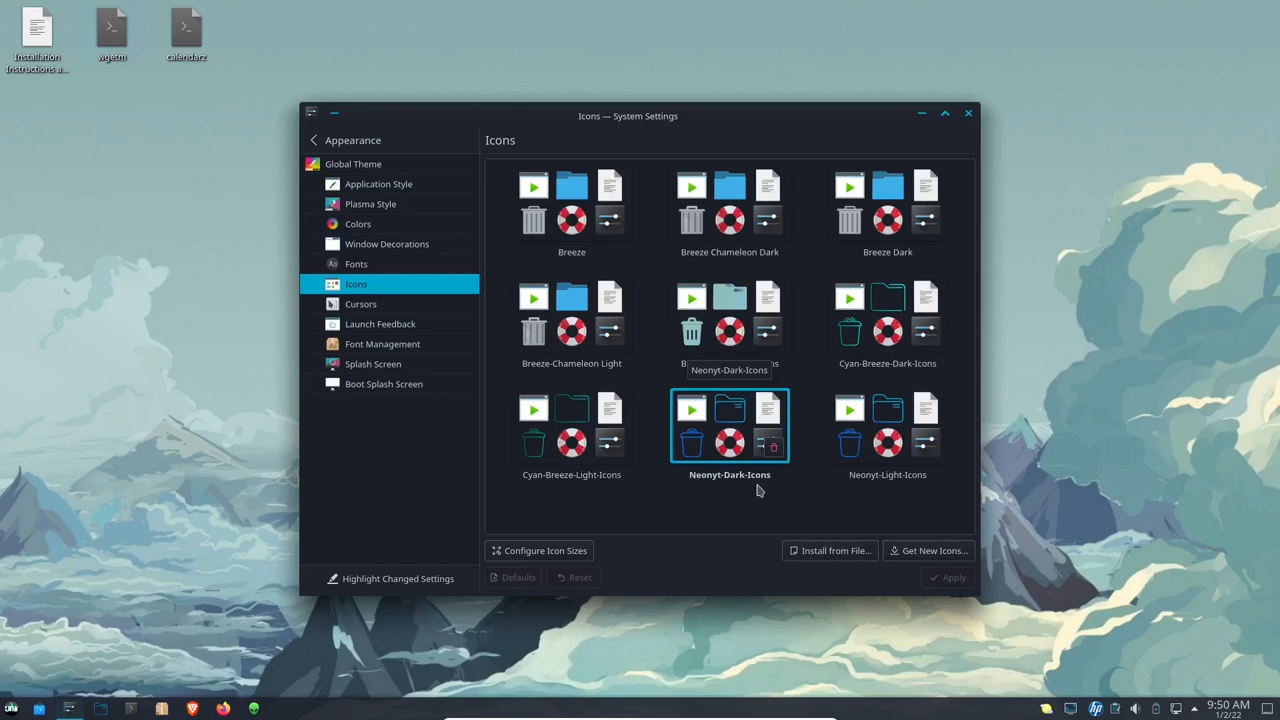 Installation
Instructions a...
wgetm
calendarz
Icons — System Settings
Appearance
Icons
Global Theme
Application Style
Plasma Style
Colors
Window Decorations
Fonts
Icons
Cursors
Launch Feedback
Font Management
Splash Screen
Boot Splash Screen
Highlight Changed Settings
Breeze
Breeze Chameleon Dark
Breeze Dark
Breeze-Chameleon Light
Cyan-Breeze-Dark-Icons
Neonyt-Dark-Icons
Cyan-Breeze-Light-Icons
Neonyt-Dark-Icons
Neonyt-Light-Icons
Configure Icon Sizes
Install from File...
Get New Icons...
Defaults
Reset
Apply
9:50 AM
1/2/22